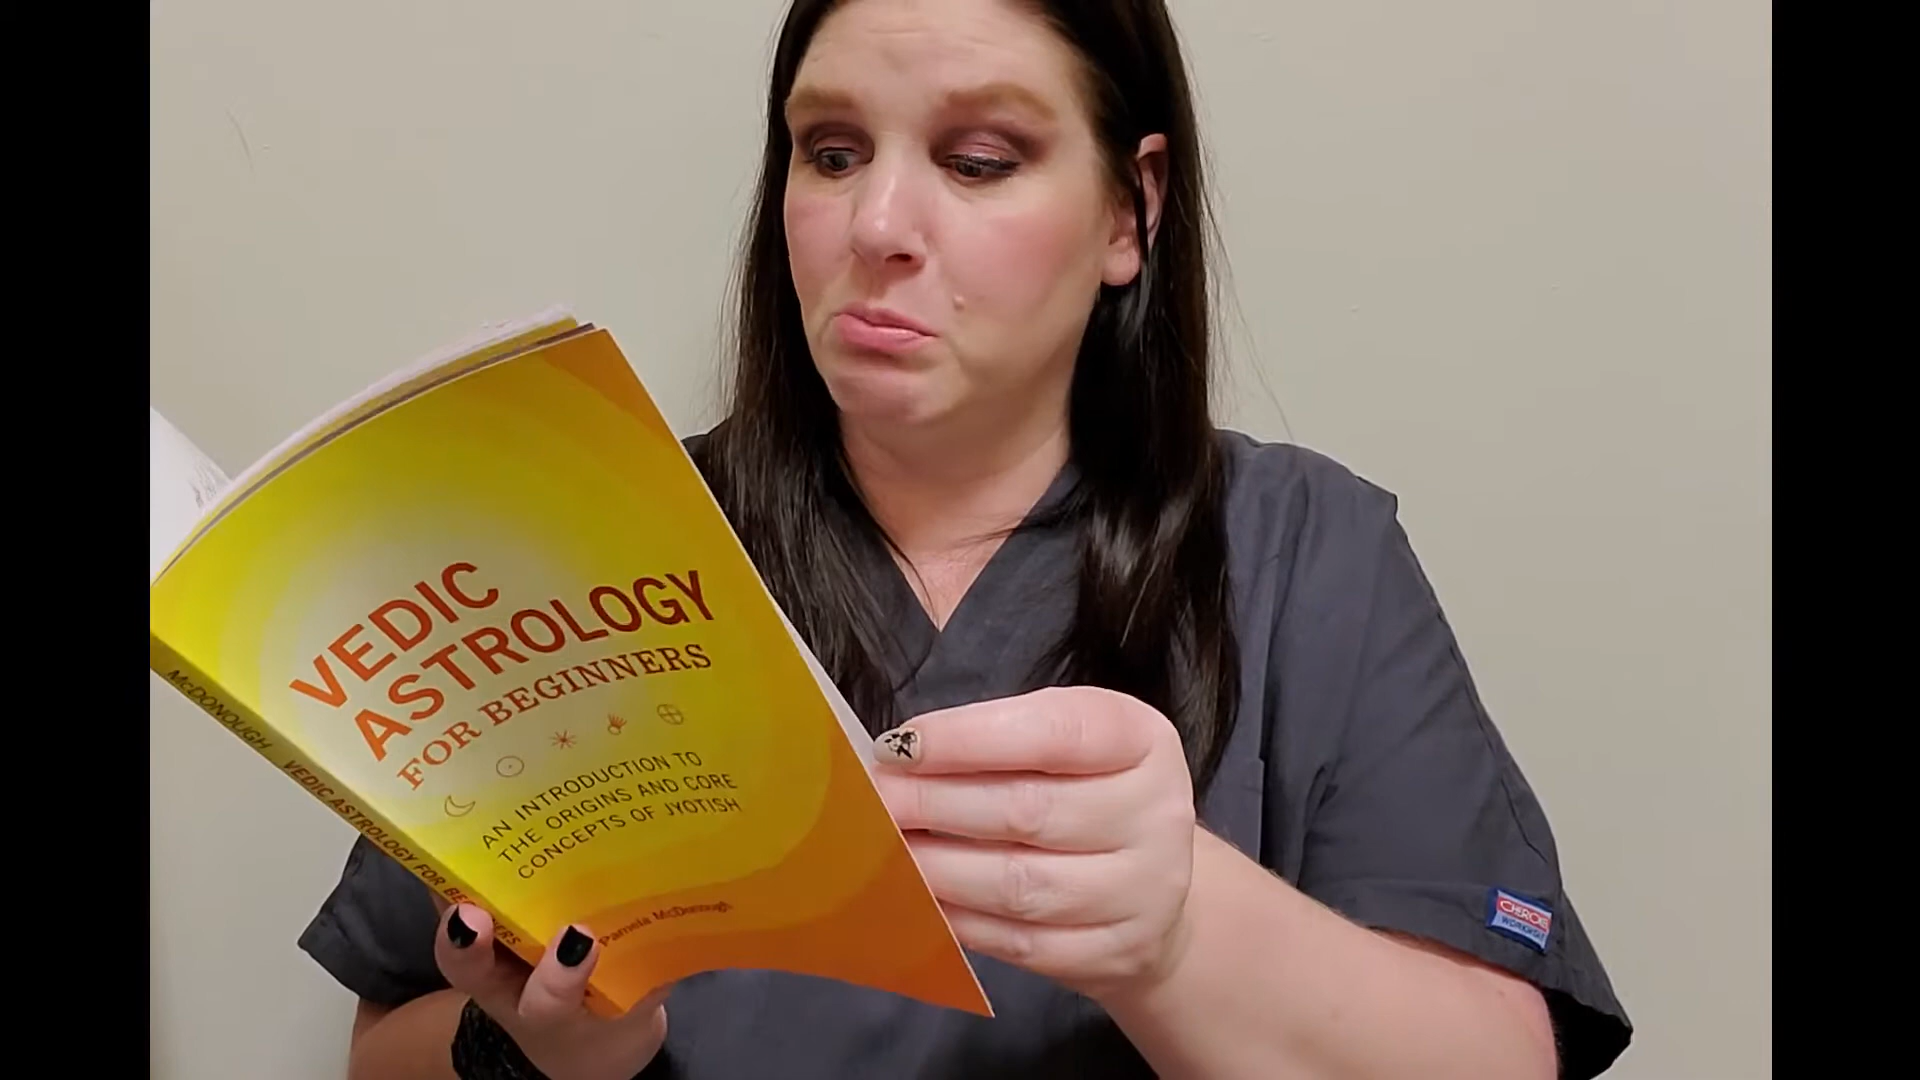 VEDIC
ASTROLOGY
FOR BEGINNERS
AN INTRODUCTION TO
THE ORIGINS AND CORE
CONCEPTS OF JYOTISH
Pamela McDonough
McDONOUGH VEDIC ASTROLOGY FOR
CHEROKEE
WORKWEAR